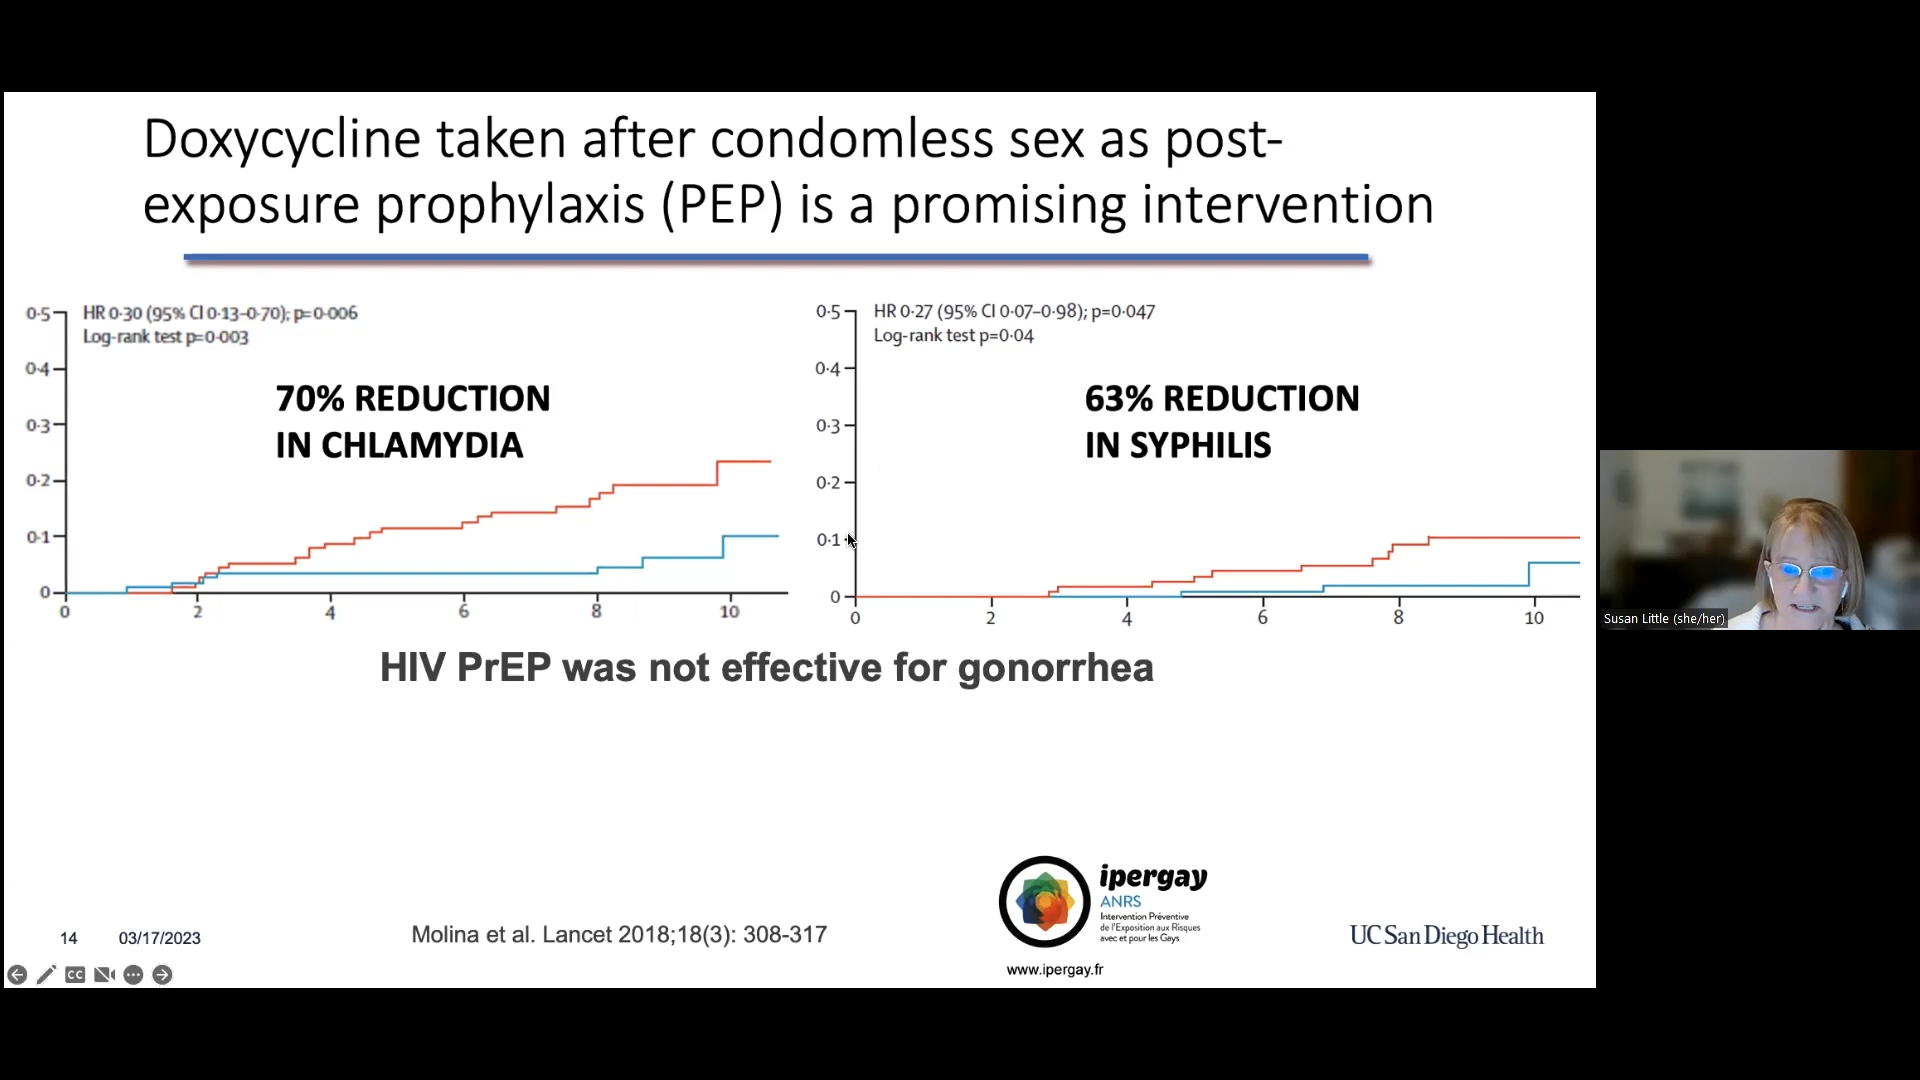 Doxycycline taken after condomless sex as post-
exposure prophylaxis (PEP) is a promising intervention
HR 0·30 (95% CI 0·13–0·70); p=0·006
Log-rank test p=0·003
0·5
0·4
0·3
0·2
0·1
0
70% REDUCTION
IN CHLAMYDIA
0 2 4 6 8 10
HR 0·27 (95% CI 0·07–0·98); p=0·047
Log-rank test p=0·04
0·5
0·4
0·3
0·2
0·1
0
63% REDUCTION
IN SYPHILIS
0 2 4 6 8 10
HIV PrEP was not effective for gonorrhea
Susan Little (she/her)
ipergay
ANRS
Intervention Préventive
de l'Exposition aux Risques
avec et pour les Gays
www.ipergay.fr
14 03/17/2023
Molina et al. Lancet 2018;18(3): 308-317
UC San Diego Health
CC